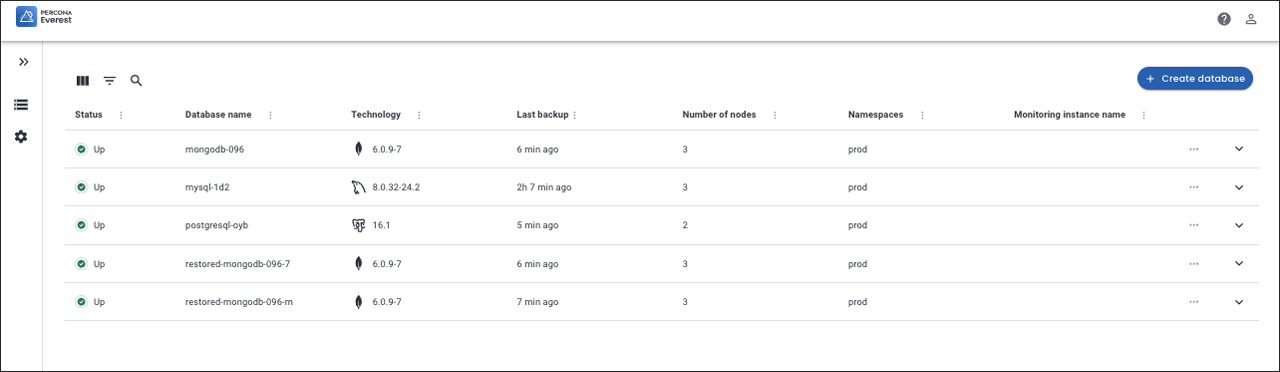 PERCONA
Everest
Create database
Status Database name Technology Last backup Number of nodes Namespaces Monitoring instance name
Up mongodb-096 6.0.9-7 6 min ago 3 prod
Up mysql-1d2 8.0.32-24.2 2h 7 min ago 3 prod
Up postgresql-oyb 16.1 5 min ago 2 prod
Up restored-mongodb-096-7 6.0.9-7 6 min ago 3 prod
Up restored-mongodb-096-m 6.0.9-7 7 min ago 3 prod